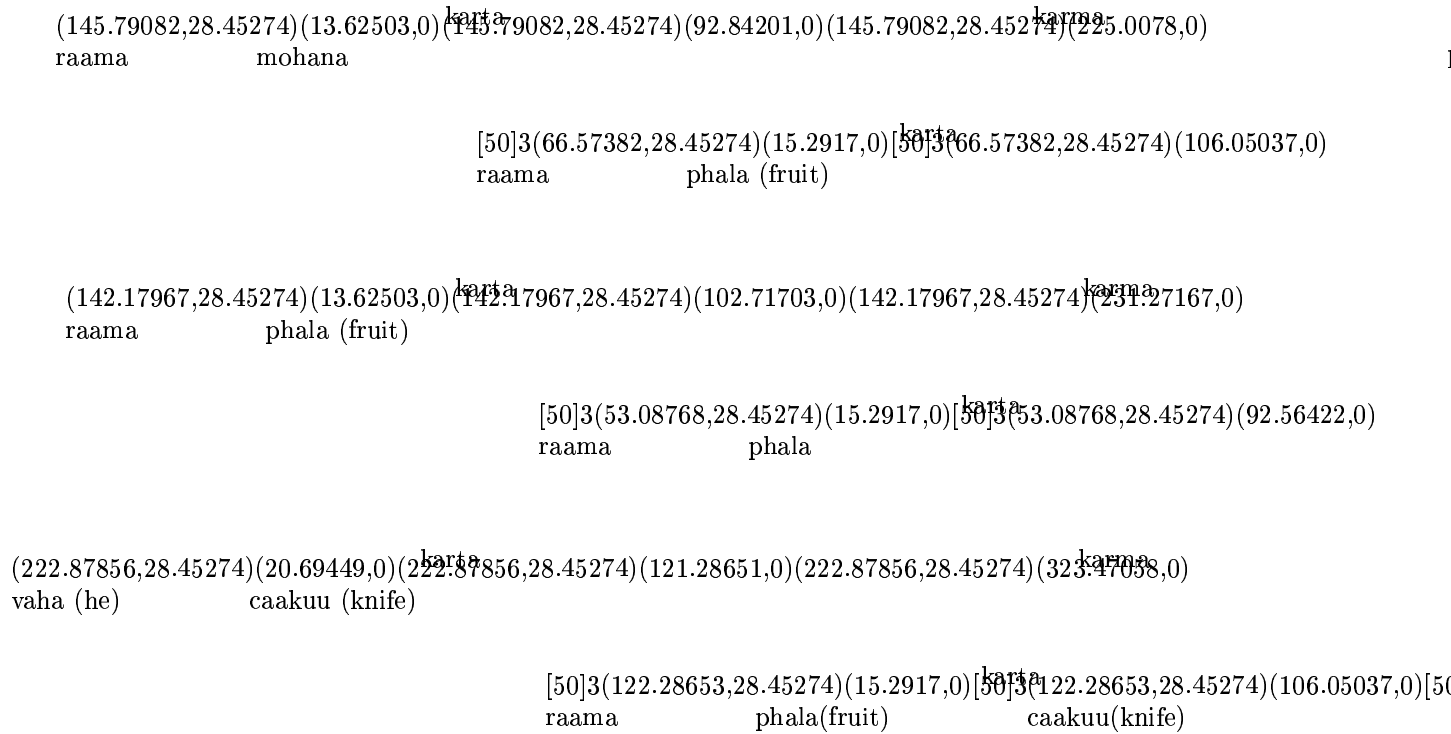 (145.79082,28.45274)(13.62503,0)karta(145.79082,28.45274)(92.84201,0)(145.79082,28.45274)karma(225.0078,0)
raama mohana
[50]3(66.57382,28.45274)(15.2917,0)karta[50]3(66.57382,28.45274)(106.05037,0)
raama phala (fruit)
(142.17967,28.45274)(13.62503,0)karta(142.17967,28.45274)(102.71703,0)(142.17967,28.45274)karma(231.27167,0)
raama phala (fruit)
[50]3(53.08768,28.45274)(15.2917,0)karta[50]3(53.08768,28.45274)(92.56422,0)
raama phala
(222.87856,28.45274)(20.69449,0)karta(222.87856,28.45274)(121.28651,0)(222.87856,28.45274)karma(323.47058,0)
vaha (he) caakuu (knife)
[50]3(122.28653,28.45274)(15.2917,0)karta[50]3(122.28653,28.45274)(106.05037,0)[50
raama phala(fruit) caakuu(knife)